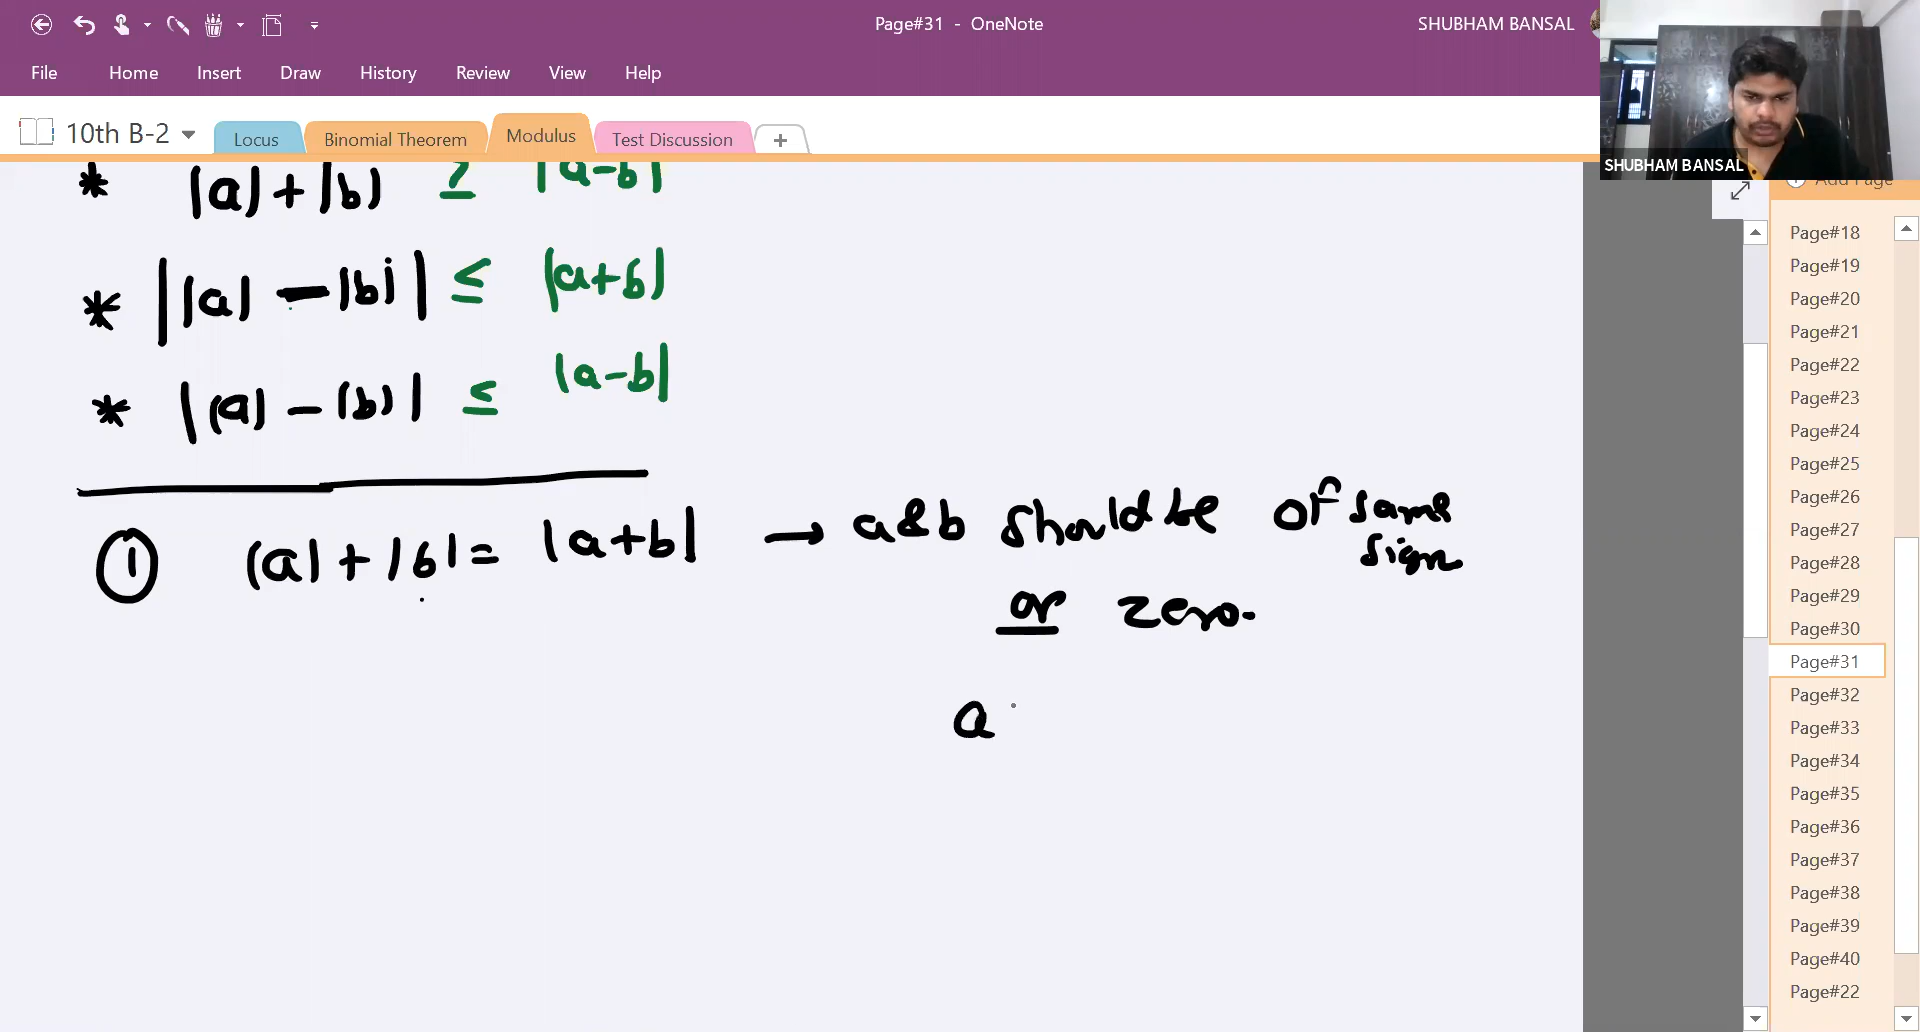 Page#31 - OneNote
SHUBHAM BANSAL
File Home Insert Draw History Review View Help
10th B-2
Locus
Binomial Theorem
Modulus
Test Discussion
+
SHUBHAM BANSAL
Add Page
* |a|+|b| ≥ |a-b|
* ||a| - |b|| ≤ |a+b|
* ||a| - |b|| ≤ |a-b|
① |a| + |b| = |a+b| → a & b should be of same
sign
or zero.
a
Page#18
Page#19
Page#20
Page#21
Page#22
Page#23
Page#24
Page#25
Page#26
Page#27
Page#28
Page#29
Page#30
Page#31
Page#32
Page#33
Page#34
Page#35
Page#36
Page#37
Page#38
Page#39
Page#40
Page#22